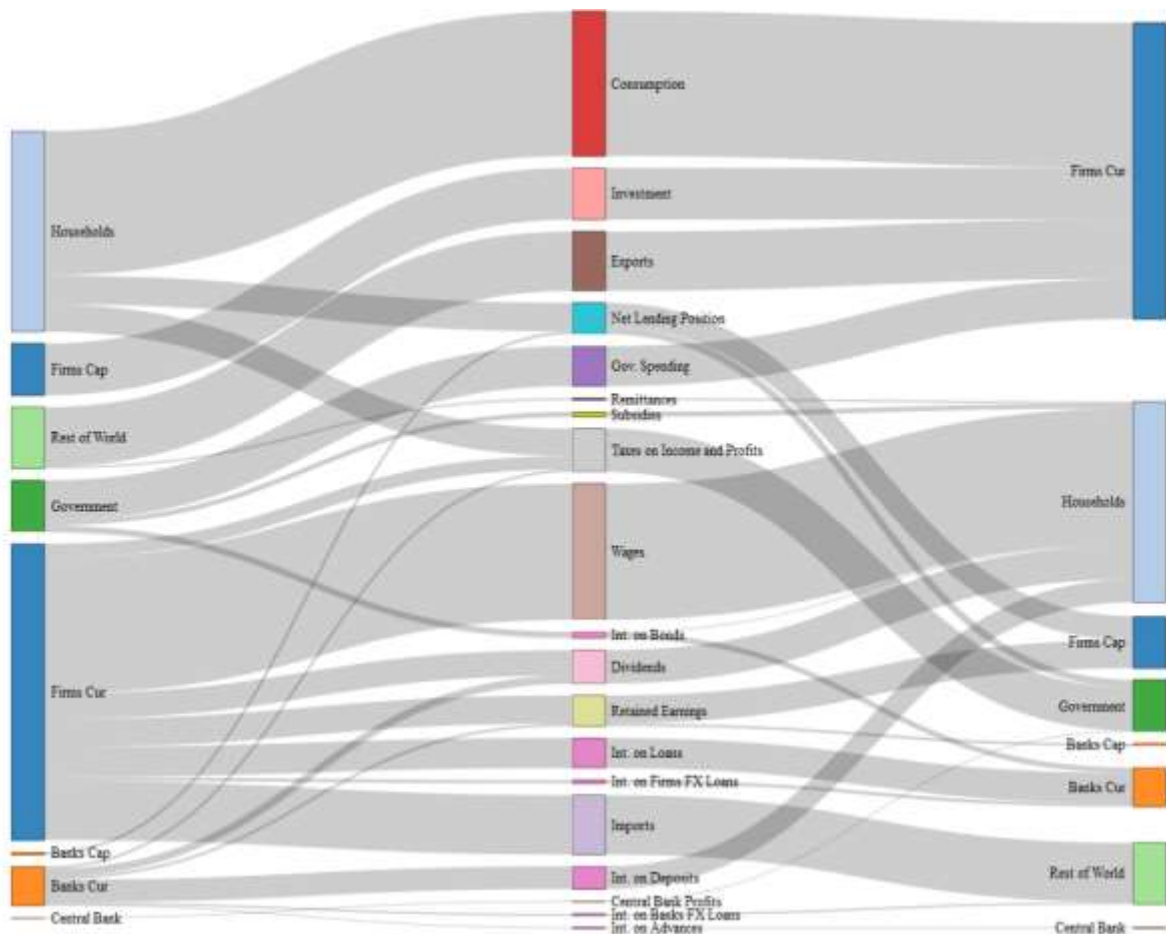 Households
Firms Cap
Rest of World
Government
Firms Cur
Banks Cap
Banks Cur
Central Bank
Consumption
Investment
Exports
Net Lending Position
Gov. Spending
Remittances
Subsidies
Taxes on Income and Profits
Wages
Int. on Bonds
Dividends
Retained Earnings
Int. on Loans
Int. on Firms FX Loans
Imports
Int. on Deposits
Central Bank Profits
Int. on Banks FX Loans
Int. on Advances
Firms Cur
Households
Firms Cap
Government
Banks Cap
Banks Cur
Rest of World
Central Bank